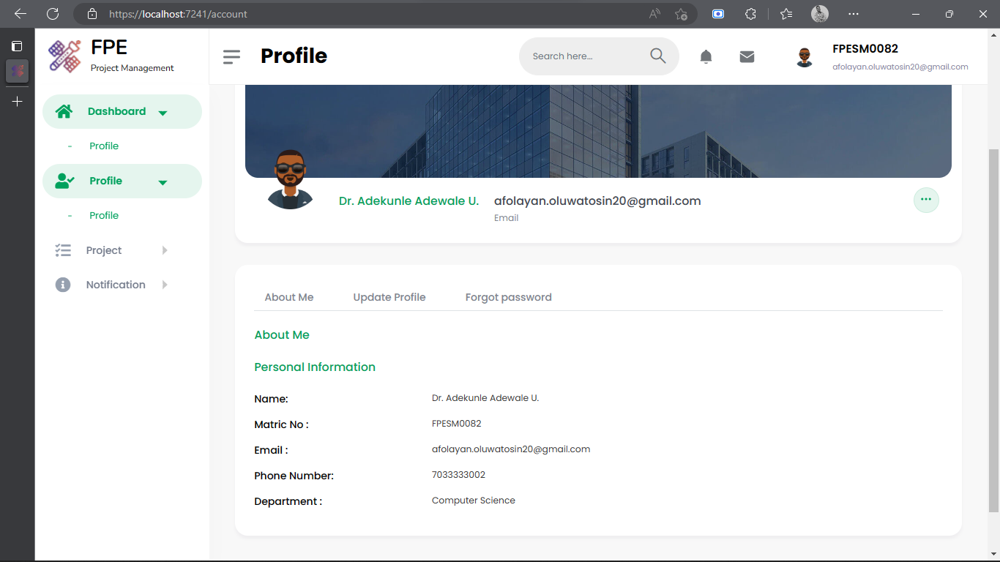 https://localhost:7241/account
FPE
Project Management
Profile
Search here...
FPESM0082
afolayan.oluwatosin20@gmail.com
Dashboard
- Profile
Profile
- Profile
Project
Notification
Dr. Adekunle Adewale U.
afolayan.oluwatosin20@gmail.com
Email
About Me Update Profile Forgot password
About Me
Personal Information
Name: Dr. Adekunle Adewale U.
Matric No : FPESM0082
Email : afolayan.oluwatosin20@gmail.com
Phone Number: 7033333002
Department : Computer Science